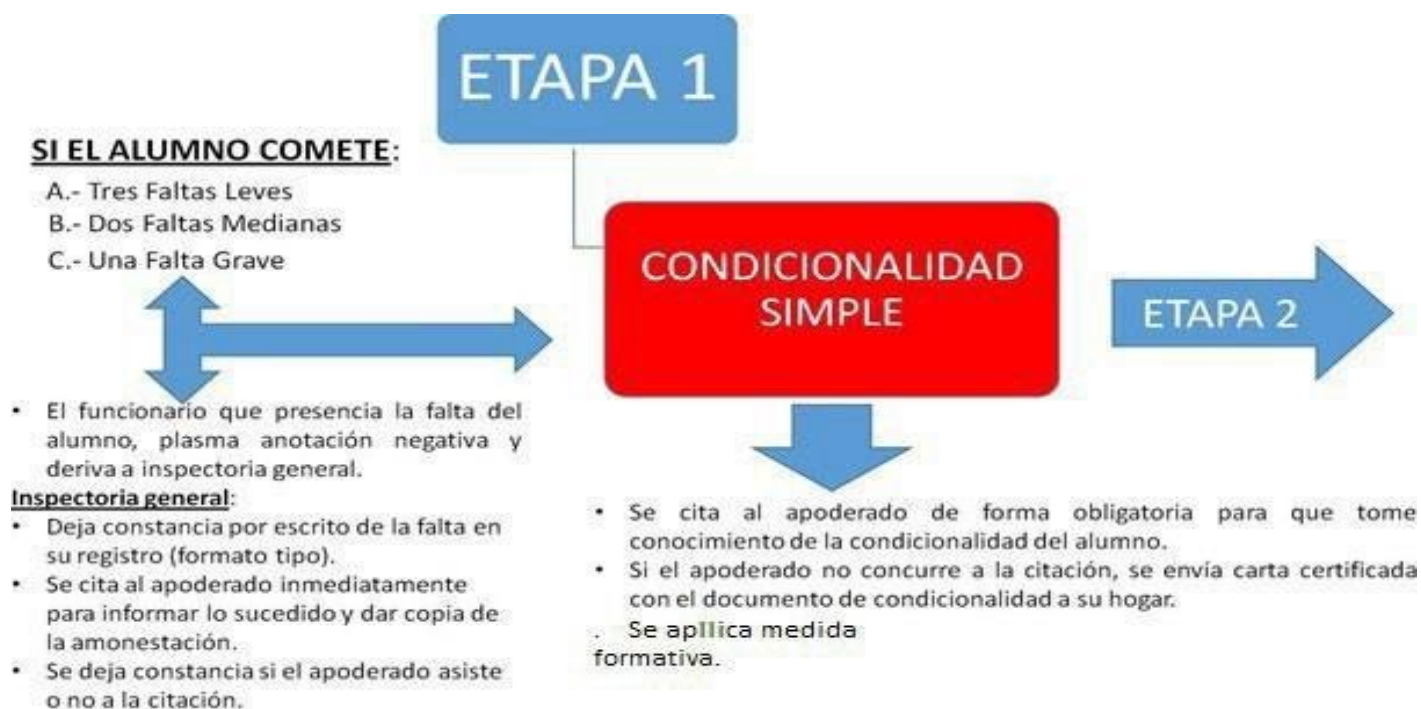 ETAPA 1
SI EL ALUMNO COMETE:
A.- Tres Faltas Leves
B.- Dos Faltas Medianas
C.- Una Falta Grave
CONDICIONALIDAD
SIMPLE
ETAPA 2
• El funcionario que presencia la falta del
alumno, plasma anotación negativa y
deriva a inspectoria general.
Inspectoria general:
• Deja constancia por escrito de la falta en
su registro (formato tipo).
• Se cita al apoderado inmediatamente
para informar lo sucedido y dar copia de
la amonestación.
• Se deja constancia si el apoderado asiste
o no a la citación.
• Se cita al apoderado de forma obligatoria para que tome
conocimiento de la condicionalidad del alumno.
• Si el apoderado no concurre a la citación, se envía carta certificada
con el documento de condicionalidad a su hogar.
. Se apllica medida
formativa.